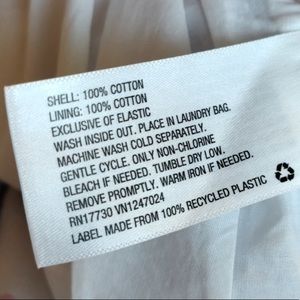 SHELL: 100% COTTON
LINING: 100% COTTON
EXCLUSIVE OF ELASTIC
WASH INSIDE OUT. PLACE IN LAUNDRY BAG.
MACHINE WASH COLD SEPARATELY.
GENTLE CYCLE. ONLY NON-CHLORINE
BLEACH IF NEEDED. TUMBLE DRY LOW.
REMOVE PROMPTLY. WARM IRON IF NEEDED.
RN17730 VN1247024
LABEL MADE FROM 100% RECYCLED PLASTIC